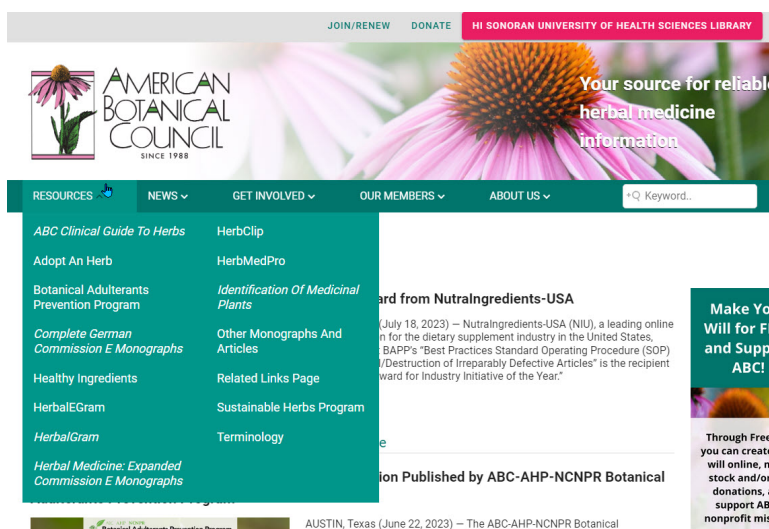 JOIN/RENEW DONATE HI SONORAN UNIVERSITY OF HEALTH SCIENCES LIBRARY
AMERICAN
BOTANICAL
COUNCIL
SINCE 1988
Your source for reliable
herbal medicine
information
RESOURCES NEWS GET INVOLVED OUR MEMBERS ABOUT US Keyword..
ABC Clinical Guide To Herbs
Adopt An Herb
Botanical Adulterants
Prevention Program
Complete German
Commission E Monographs
Healthy Ingredients
HerbalEGram
HerbalGram
Herbal Medicine: Expanded
Commission E Monographs
HerbClip
HerbMedPro
Identification Of Medicinal
Plants
Other Monographs And
Articles
Related Links Page
Sustainable Herbs Program
Terminology
ard from NutraIngredients-USA
(July 18, 2023) — NutraIngredients-USA (NIU), a leading online
n for the dietary supplement industry in the United States,
BAPP's “Best Practices Standard Operating Procedure (SOP)
l/Destruction of Irreparably Defective Articles” is the recipient
ward for Industry Initiative of the Year.”
e
ion Published by ABC-AHP-NCNPR Botanical
AUSTIN, Texas (June 22, 2023) — The ABC-AHP-NCNPR Botanical
Make Yo
Will for F
and Supp
ABC!
Through Free
you can create
will online, n
stock and/or
donations, a
support AB
nonprofit mis